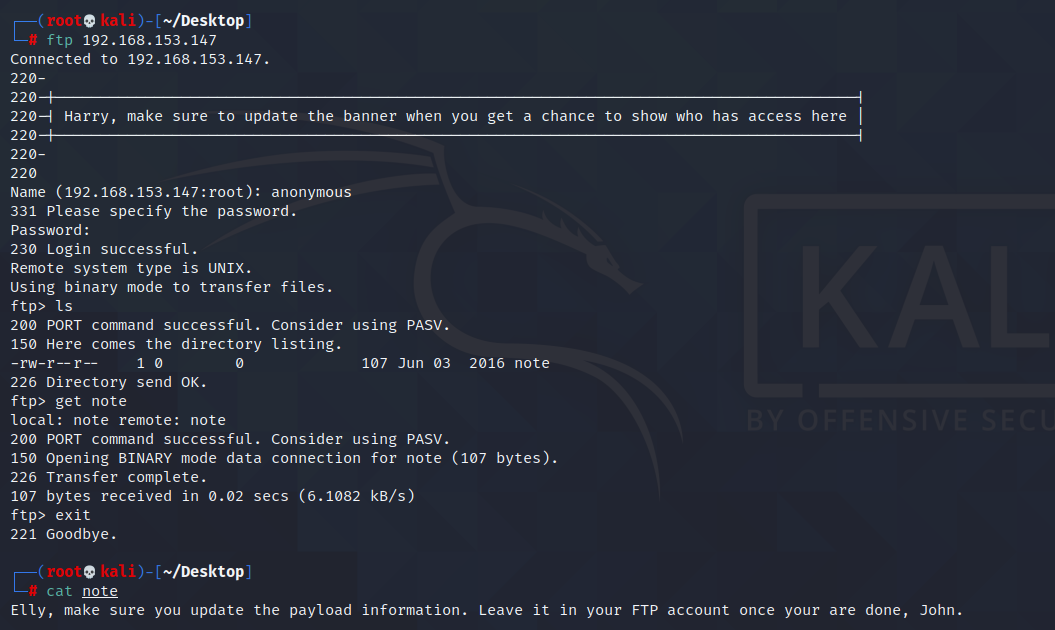 ┌──(root💀kali)-[~/Desktop]
└─# ftp 192.168.153.147
Connected to 192.168.153.147.
220-
220-|-----------------------------------------------------------------------------------------|
220-| Harry, make sure to update the banner when you get a chance to show who has access here |
220-|-----------------------------------------------------------------------------------------|
220-
220
Name (192.168.153.147:root): anonymous
331 Please specify the password.
Password:
230 Login successful.
Remote system type is UNIX.
Using binary mode to transfer files.
ftp> ls
200 PORT command successful. Consider using PASV.
150 Here comes the directory listing.
-rw-r--r--    1 0        0             107 Jun 03  2016 note
226 Directory send OK.
ftp> get note
local: note remote: note
200 PORT command successful. Consider using PASV.
150 Opening BINARY mode data connection for note (107 bytes).
226 Transfer complete.
107 bytes received in 0.02 secs (6.1082 kB/s)
ftp> exit
221 Goodbye.
┌──(root💀kali)-[~/Desktop]
└─# cat note
Elly, make sure you update the payload information. Leave it in your FTP account once your are done, John.
KAL
BY OFFENSIVE SECU